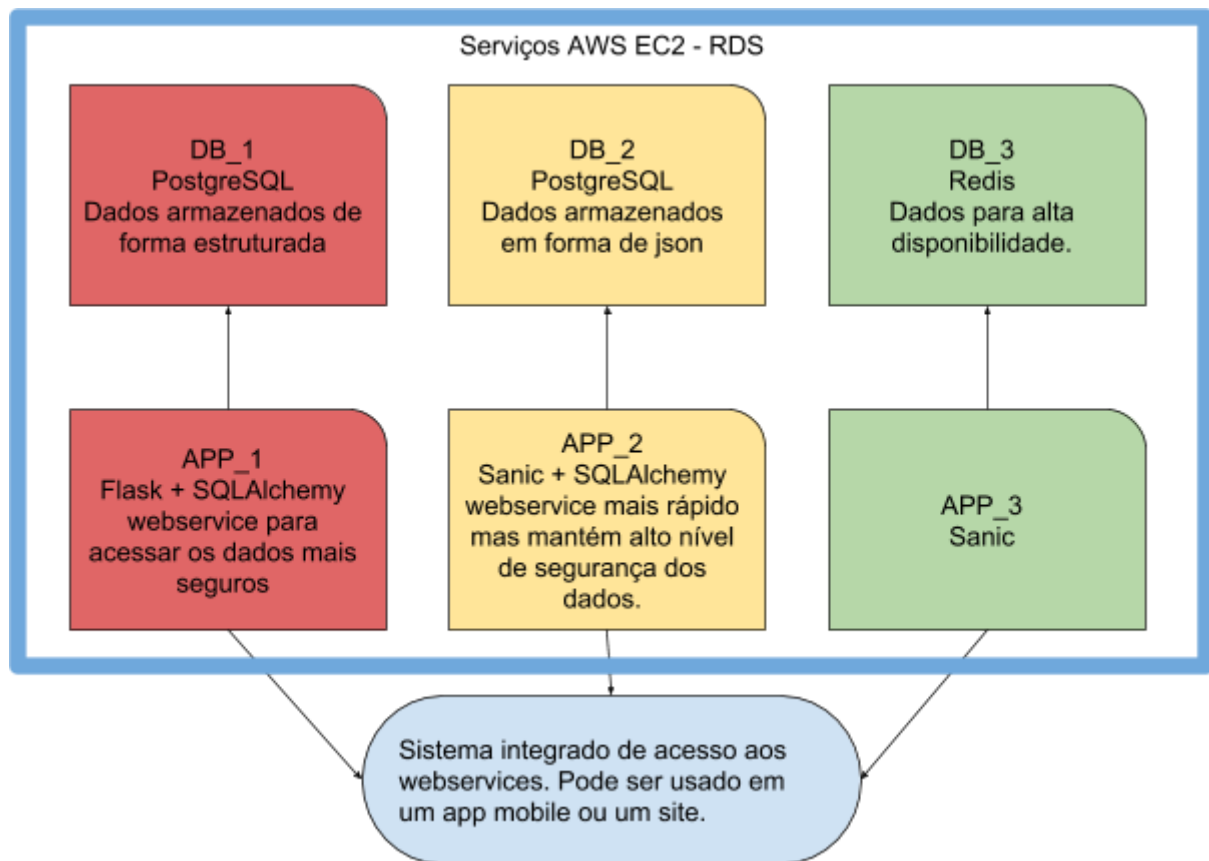 Serviços AWS EC2 - RDS
DB_1
PostgreSQL
Dados armazenados de
forma estruturada
DB_2
PostgreSQL
Dados armazenados
em forma de json
DB_3
Redis
Dados para alta
disponibilidade.
APP_1
Flask + SQLAlchemy
webservice para
acessar os dados mais
seguros
APP_2
Sanic + SQLAlchemy
webservice mais rápido
mas mantém alto nível
de segurança dos
dados.
APP_3
Sanic
Sistema integrado de acesso aos
webservices. Pode ser usado em
um app mobile ou um site.